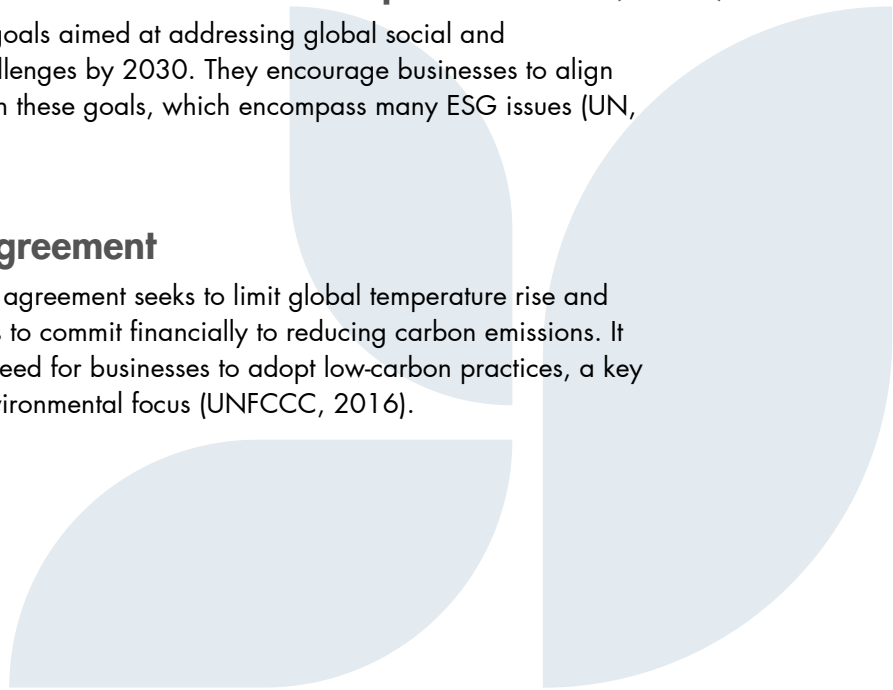 goals aimed at addressing global social and
llenges by 2030. They encourage businesses to align
these goals, which encompass many ESG issues (UN,
greement
agreement seeks to limit global temperature rise and
to commit financially to reducing carbon emissions. It
eed for businesses to adopt low-carbon practices, a key
vironmental focus (UNFCCC, 2016).